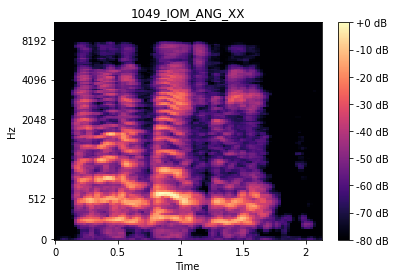 1049_IOM_ANG_XX
+0 dB
8192
-10 dB
4096
-20 dB
-30 dB
2048
Hz
-40 dB
1024
-50 dB
512
-60 dB
-70 dB
0
-80 dB
0
0.5
1
1.5
2
Time